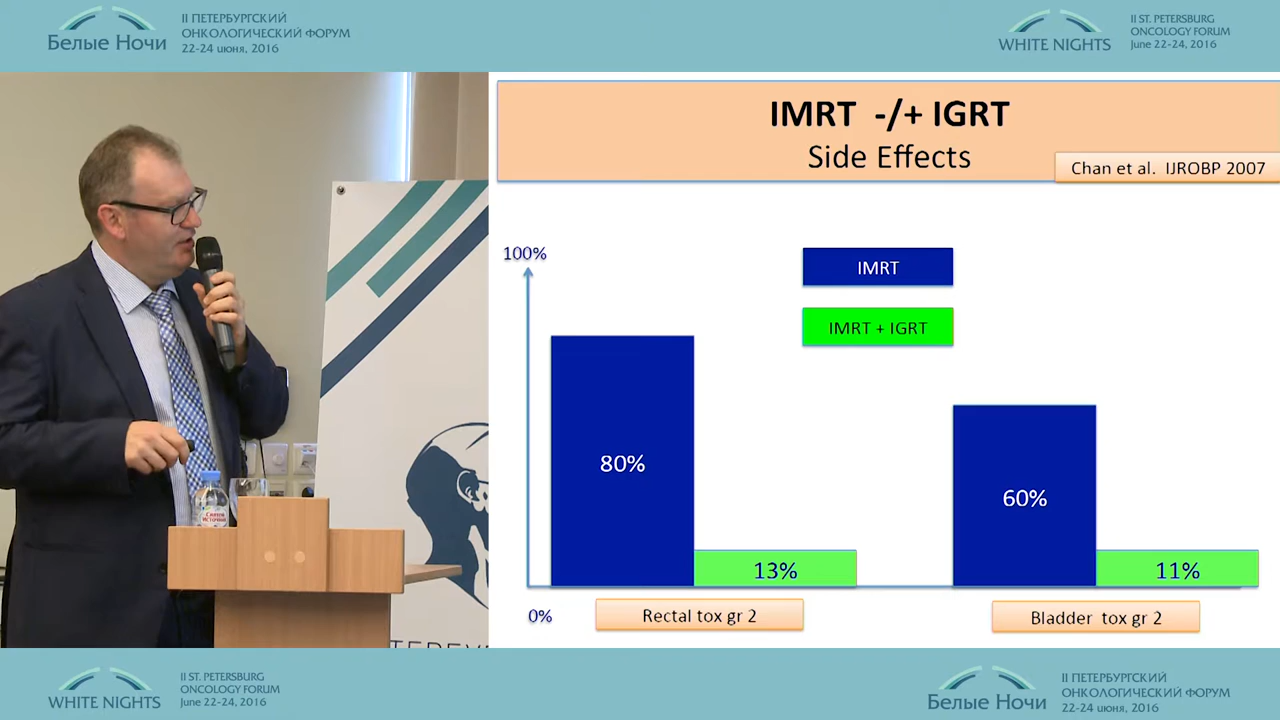 Белые Ночи
II ПЕТЕРБУРГСКИЙ
ОНКОЛОГИЧЕСКИЙ ФОРУМ
22-24 июня, 2016
WHITE NIGHTS
II ST. PETERSBURG
ONCOLOGY FORUM
June 22-24, 2016
IMRT -/+ IGRT
Side Effects
Chan et al. IJROBP 2007
100%
IMRT
IMRT + IGRT
80%
60%
13%
11%
0%
Rectal tox gr 2
Bladder tox gr 2
WHITE NIGHTS
II ST. PETERSBURG
ONCOLOGY FORUM
June 22-24, 2016
Белые Ночи
II ПЕТЕРБУРГСКИЙ
ОНКОЛОГИЧЕСКИЙ ФОРУМ
22-24 июня, 2016